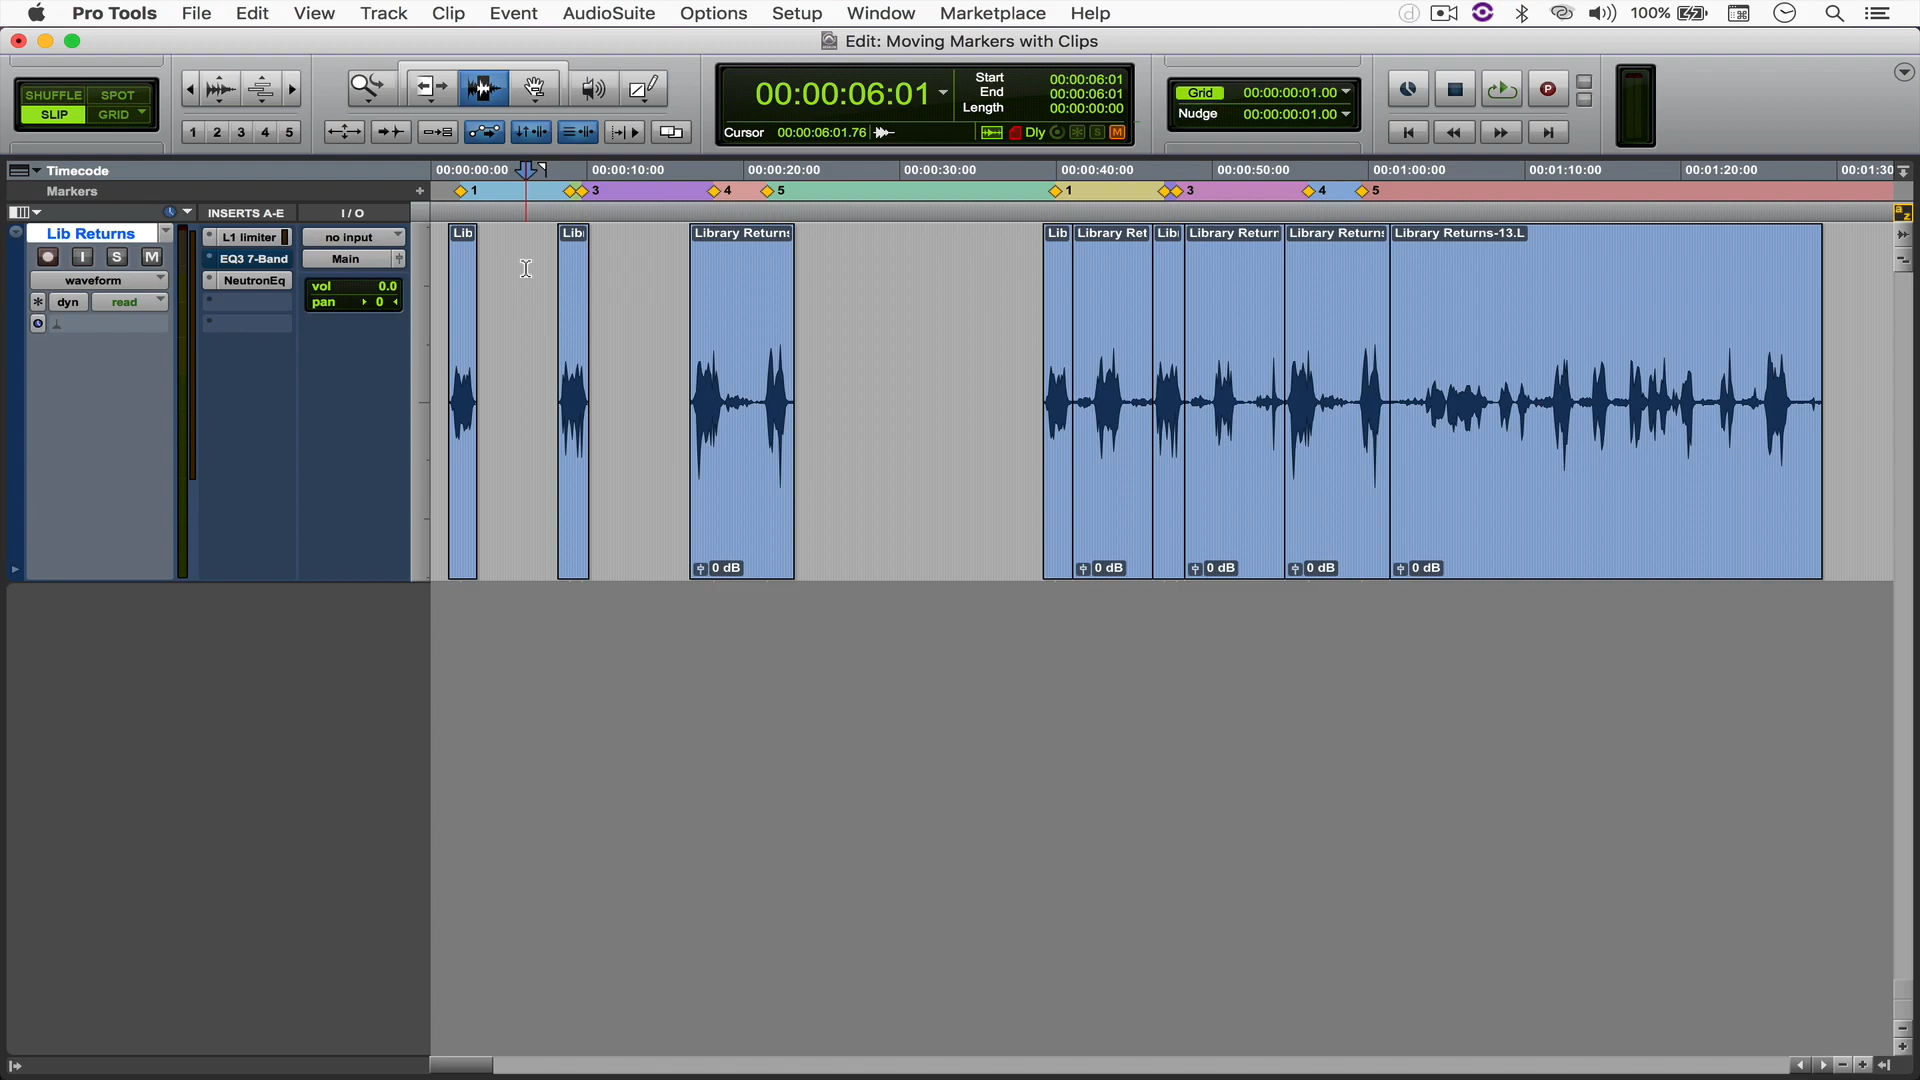 Pro Tools File Edit View Track Clip Event AudioSuite Options Setup Window Marketplace Help 100%
Edit: Moving Markers with Clips
SHUFFLE SPOT
SLIP GRID
1 2 3 4 5
00:00:06:01
Start 00:00:06:01
End 00:00:06:01
Length 00:00:00:00
Cursor 00:00:06:01.76 Dly S M
Grid 00:00:00:01.00
Nudge 00:00:00:01.00
P
Timecode 00:00:00:00 00:00:10:00 00:00:20:00 00:00:30:00 00:00:40:00 00:00:50:00 00:01:00:00 00:01:10:00 00:01:20:00 00:01:30
Markers + 1 3 4 5 1 3 4 5
INSERTS A-E I / O
a z
Lib Returns L1 limiter no input Lib Lib Library Returns Lib Library Ret Lib Library Returr Library Returns Library Returns-13.L
I S M EQ3 7-Band Main
waveform NeutronEq
vol 0.0
dyn read pan 0
0 dB 0 dB 0 dB 0 dB 0 dB